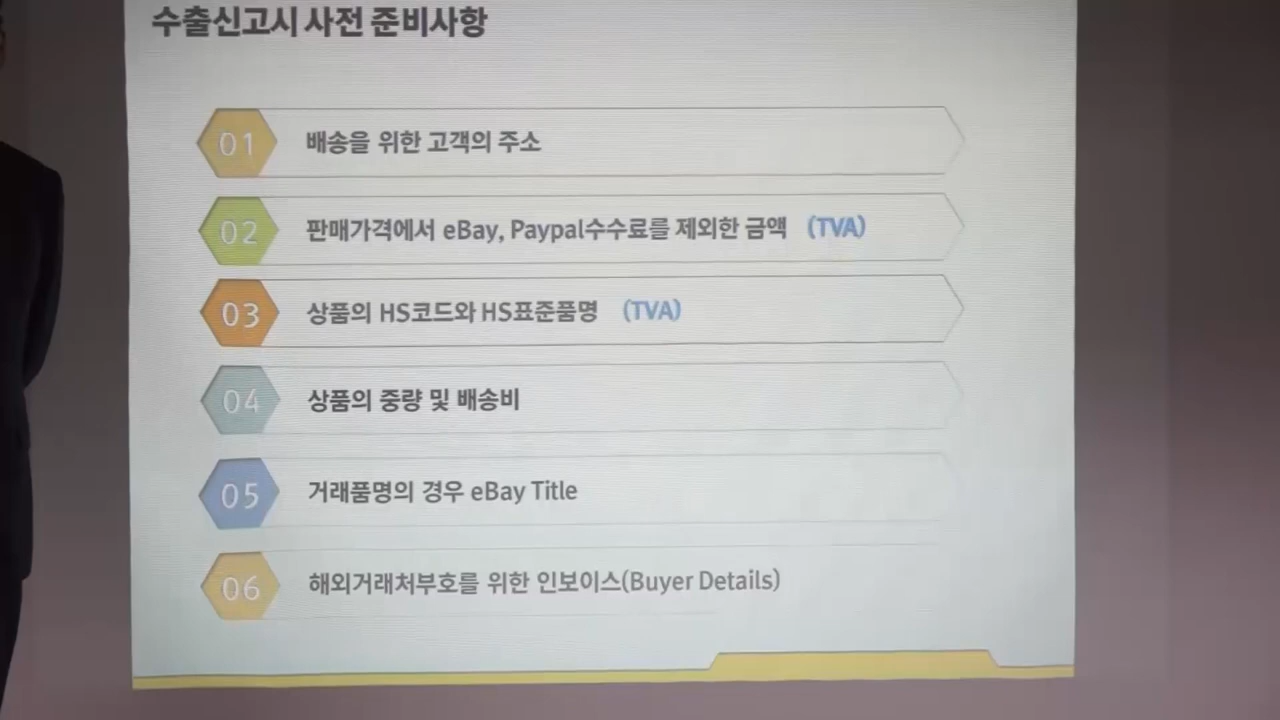 수출신고시 사전 준비사항
01 배송을 위한 고객의 주소
02 판매가격에서 eBay, Paypal수수료를 제외한 금액 (TVA)
03 상품의 HS코드와 HS표준품명 (TVA)
04 상품의 중량 및 배송비
05 거래품명의 경우 eBay Title
06 해외거래처부호를 위한 인보이스(Buyer Details)